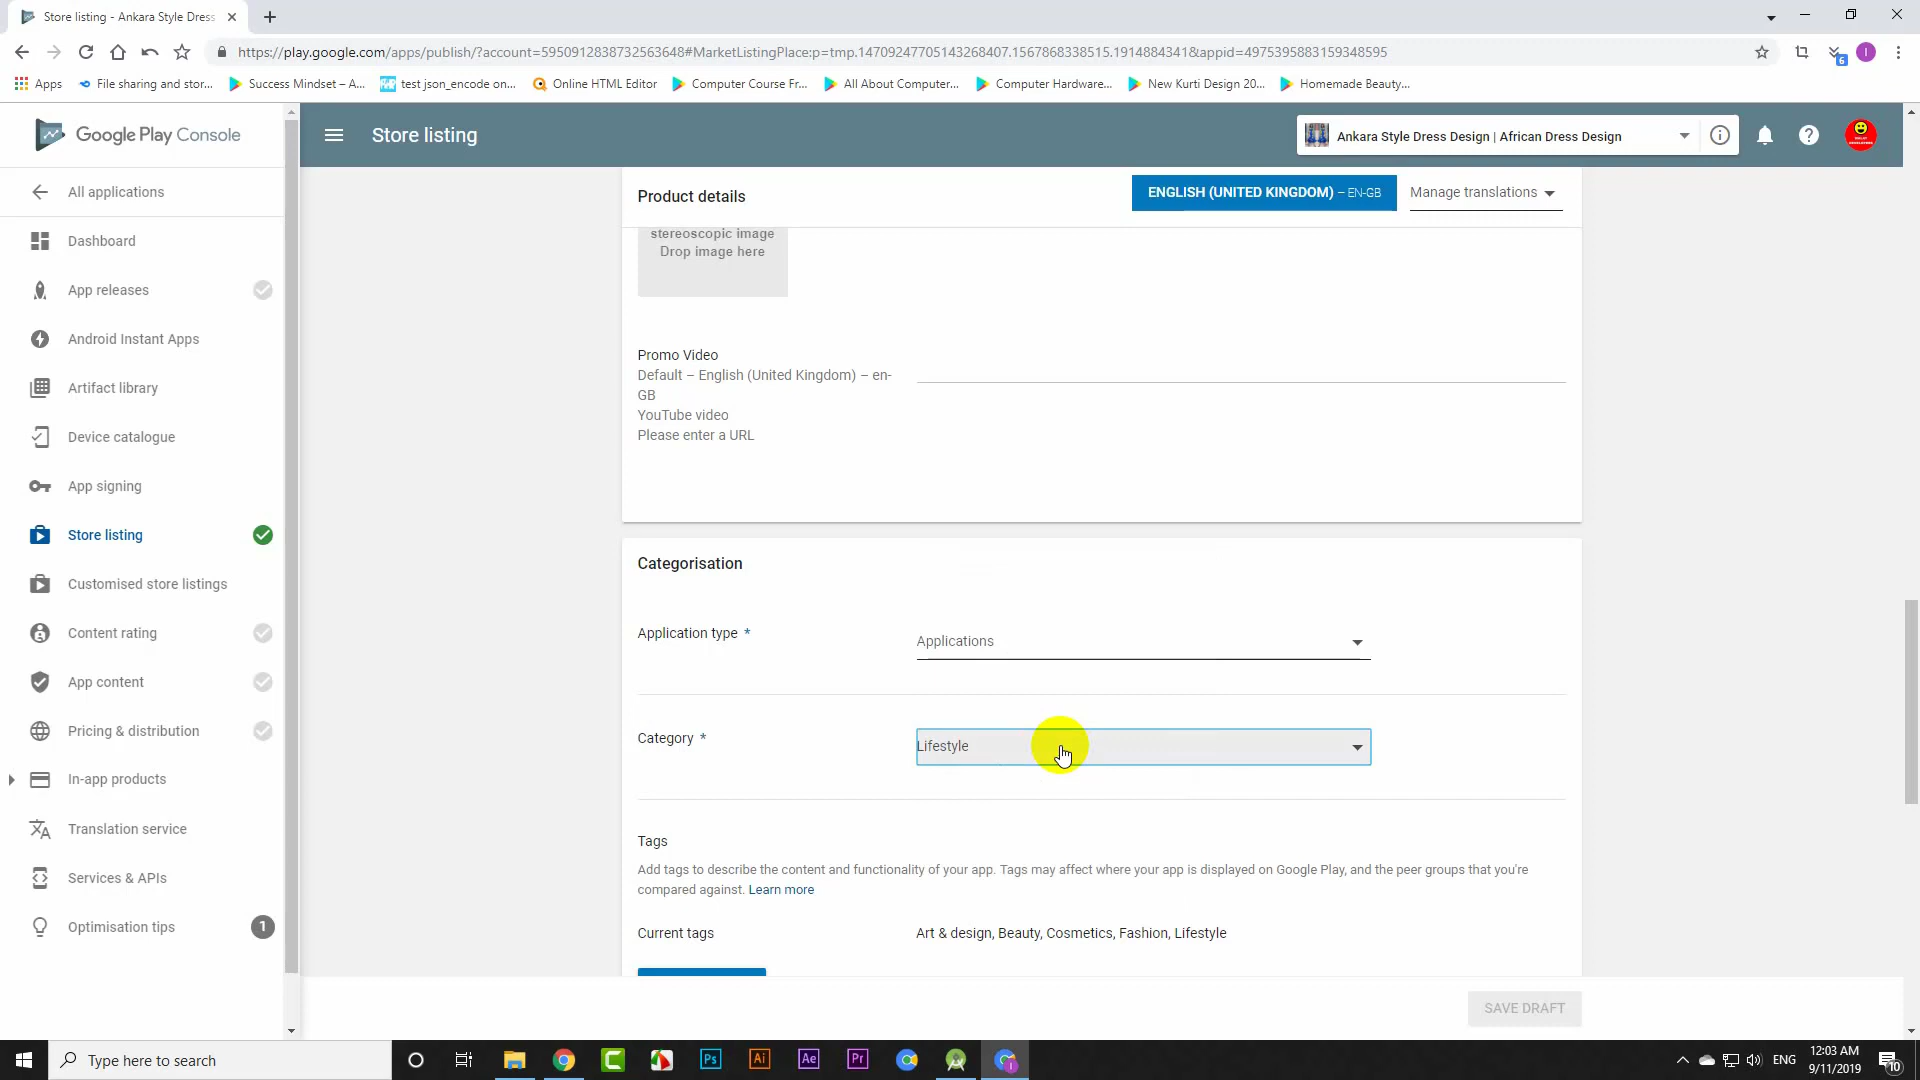 Store listing - Ankara Style Dress
https://play.google.com/apps/publish/?account=5950912838732563648#MarketListingPlace:p=tmp.14709247705143268407.1567868338515.1914884341&appid=4975395883159348595
6
I
Apps
File sharing and stor...
Success Mindset – A...
test json_encode on...
Online HTML Editor
Computer Course Fr...
All About Computer...
Computer Hardware...
New Kurti Design 20...
Homemade Beauty...
Google Play Console
Store listing
Ankara Style Dress Design | African Dress Design
All applications
Dashboard
App releases
Android Instant Apps
Artifact library
Device catalogue
App signing
Store listing
Customised store listings
Content rating
App content
Pricing & distribution
In-app products
Translation service
Services & APIs
Optimisation tips
1
Product details
ENGLISH (UNITED KINGDOM) – EN-GB
Manage translations
stereoscopic image
Drop image here
Promo Video
Default – English (United Kingdom) – en-
GB
YouTube video
Please enter a URL
Categorisation
Application type *
Applications
Category *
Lifestyle
Tags
Add tags to describe the content and functionality of your app. Tags may affect where your app is displayed on Google Play, and the peer groups that you're
compared against. Learn more
Current tags
Art & design, Beauty, Cosmetics, Fashion, Lifestyle
SAVE DRAFT
Type here to search
Ps
Ai
Ae
Pr
I
ENG
12:03 AM
9/11/2019
10